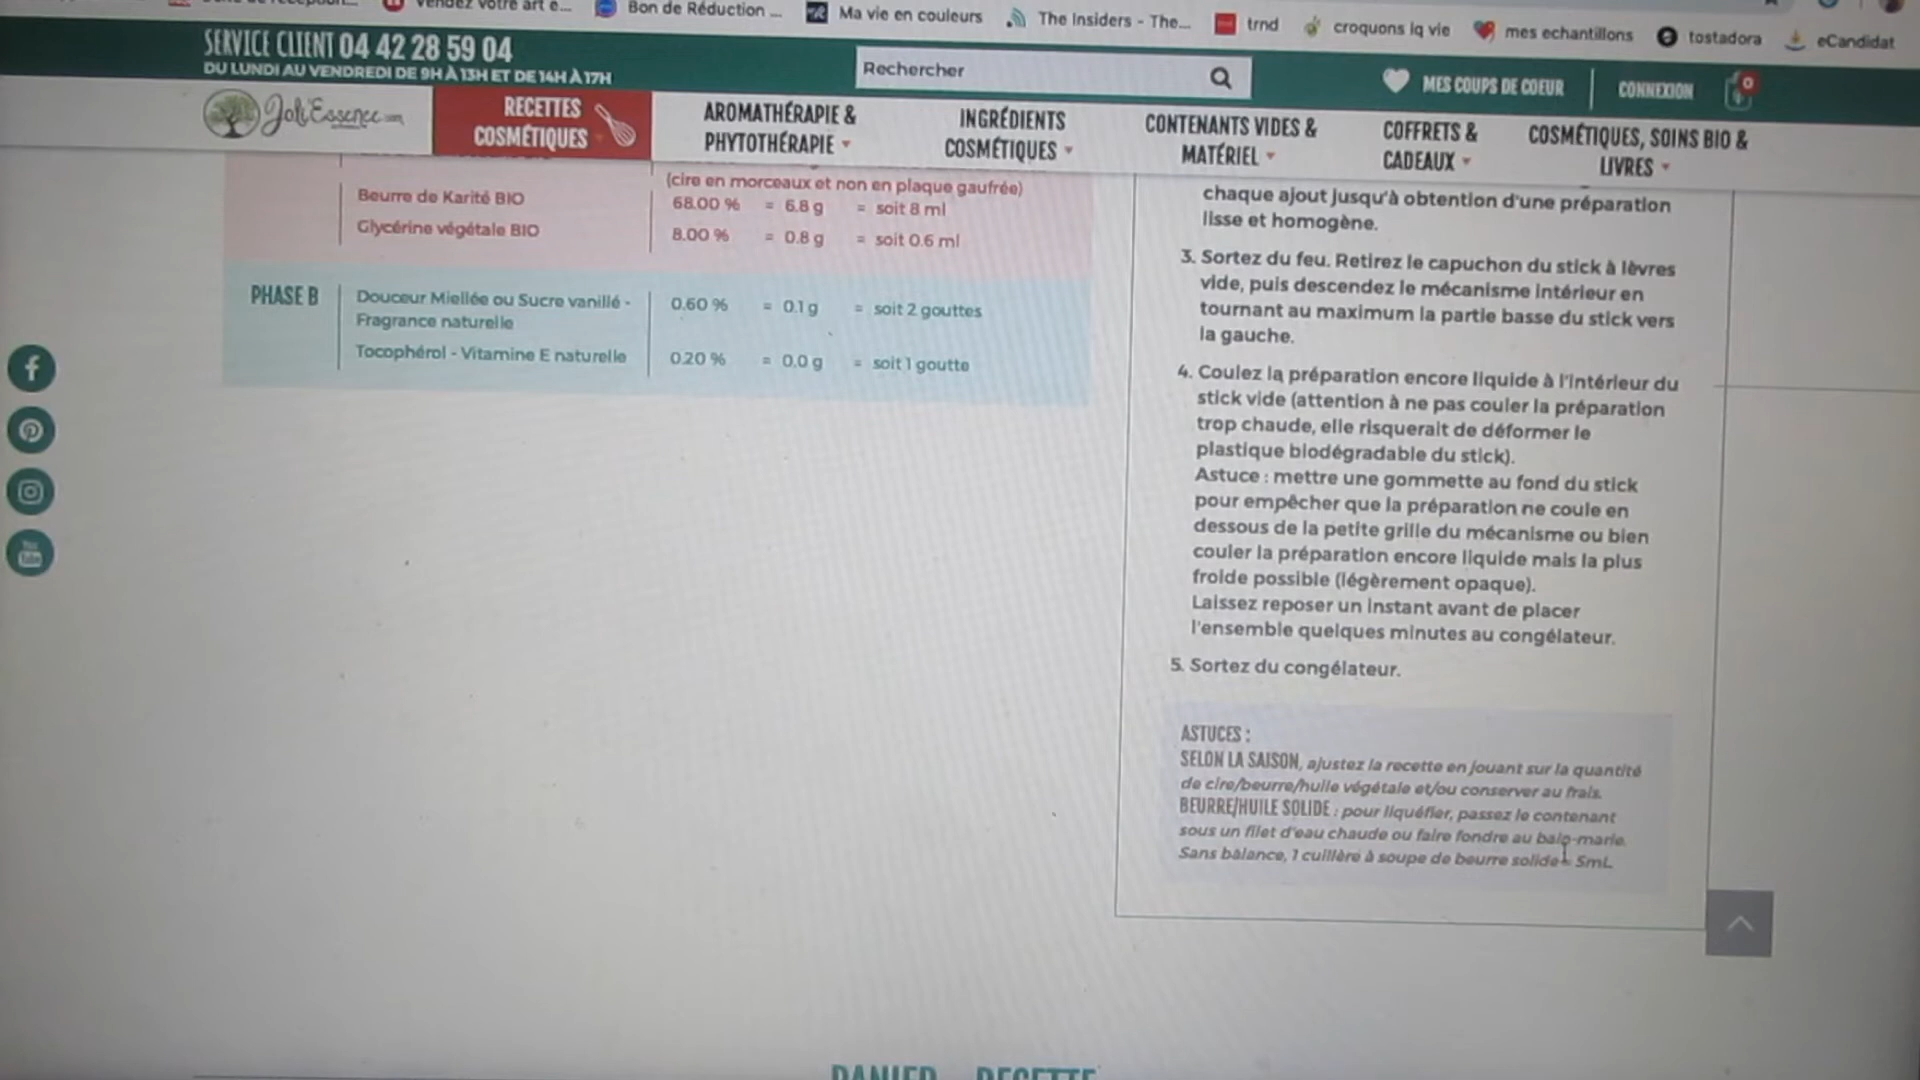 Vendez votre art e...
Bon de Réduction ...
Ma vie en couleurs
The Insiders - The...
trnd
croquons la vie
mes echantillons
tostadora
eCandidat
SERVICE CLIENT 04 42 28 59 04
DU LUNDI AU VENDREDI DE 9H À 13H ET DE 14H À 17H
Rechercher
MES COUPS DE COEUR
CONNEXION
0
Joli'Essence.com
RECETTES
COSMÉTIQUES
AROMATHÉRAPIE &
PHYTOTHÉRAPIE
INGRÉDIENTS
COSMÉTIQUES
CONTENANTS VIDES &
MATÉRIEL
COFFRETS &
CADEAUX
COSMÉTIQUES, SOINS BIO &
LIVRES
(cire en morceaux et non en plaque gaufrée)
Beurre de Karité BIO 68.00 % = 6.8 g = soit 8 ml
Glycérine végétale BIO 8.00 % = 0.8 g = soit 0.6 ml
PHASE B
Douceur Miellée ou Sucre vanillé - 0.60 % = 0.1 g = soit 2 gouttes
Fragrance naturelle
Tocophérol - Vitamine E naturelle 0.20 % = 0.0 g = soit 1 goutte
chaque ajout jusqu'à obtention d'une préparation
lisse et homogène.
3. Sortez du feu. Retirez le capuchon du stick à lèvres
vide, puis descendez le mécanisme intérieur en
tournant au maximum la partie basse du stick vers
la gauche.
4. Coulez la préparation encore liquide à l'intérieur du
stick vide (attention à ne pas couler la préparation
trop chaude, elle risquerait de déformer le
plastique biodégradable du stick).
Astuce : mettre une gommette au fond du stick
pour empêcher que la préparation ne coule en
dessous de la petite grille du mécanisme ou bien
couler la préparation encore liquide mais la plus
froide possible (légèrement opaque).
Laissez reposer un instant avant de placer
l'ensemble quelques minutes au congélateur.
5. Sortez du congélateur.
ASTUCES :
SELON LA SAISON, ajustez la recette en jouant sur la quantité
de cire/beurre/huile végétale et/ou conserver au frais.
BEURRE/HUILE SOLIDE : pour liquéfier, passez le contenant
sous un filet d'eau chaude ou faire fondre au bain-marie.
Sans balance, 1 cuillère à soupe de beurre solide = 5mL
You
Tube
PANIER RECETTE